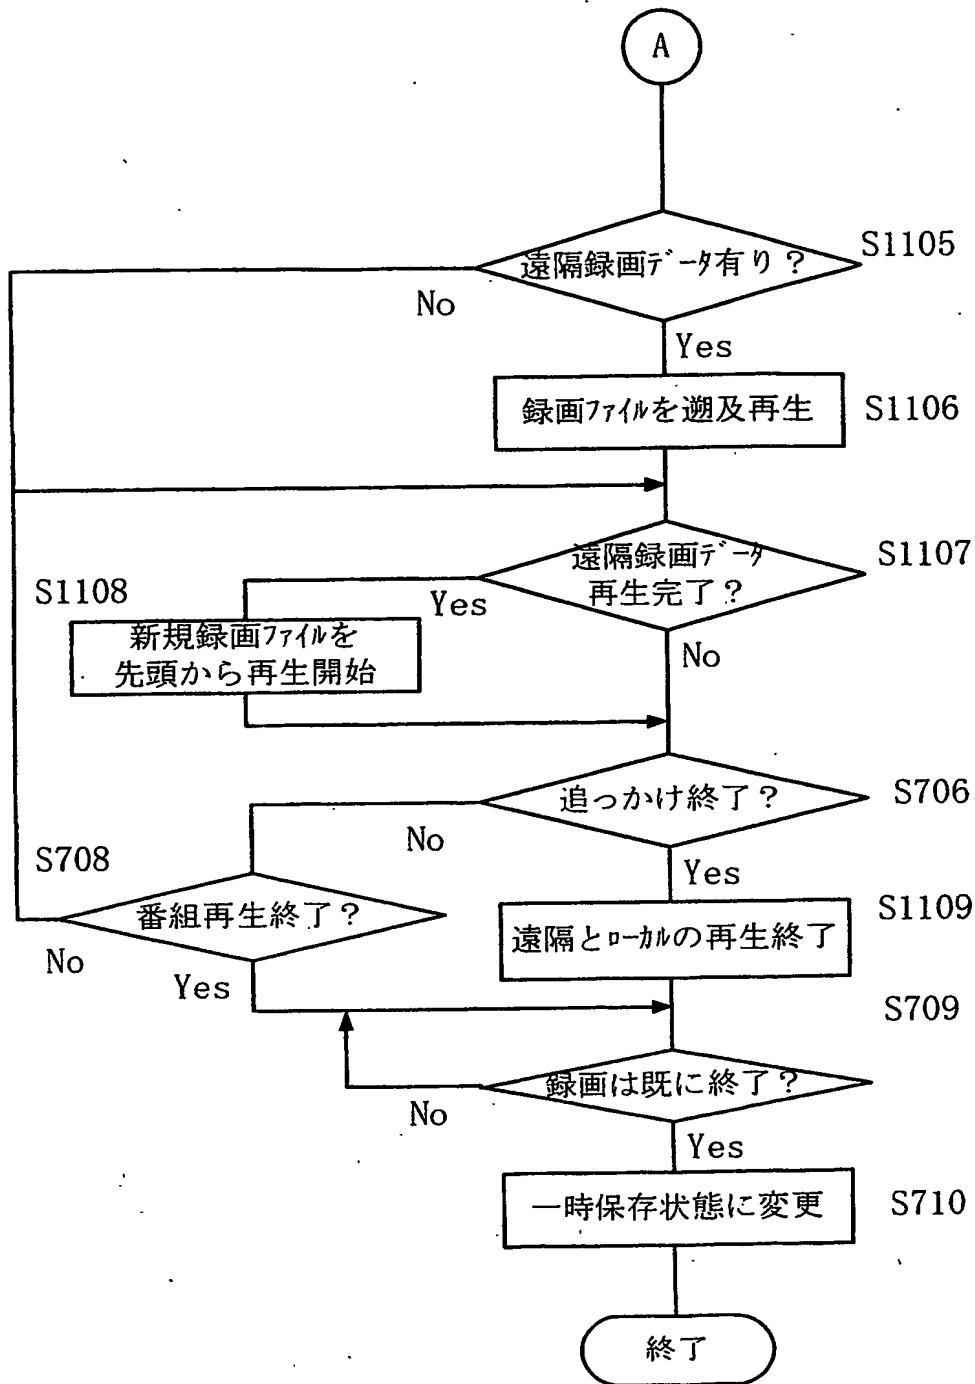 A
遠隔録画ﾃﾞｰﾀ有り?
S1105
No
Yes
録画ﾌｧｲﾙを遡及再生
S1106
遠隔録画ﾃﾞｰﾀ
再生完了?
S1107
S1108
Yes
新規録画ﾌｧｲﾙを
先頭から再生開始
No
追っかけ終了?
S706
No
S708
Yes
番組再生終了?
S1109
遠隔とﾛｰｶﾙの再生終了
No
Yes
S709
録画は既に終了?
No
Yes
一時保存状態に変更
S710
終了